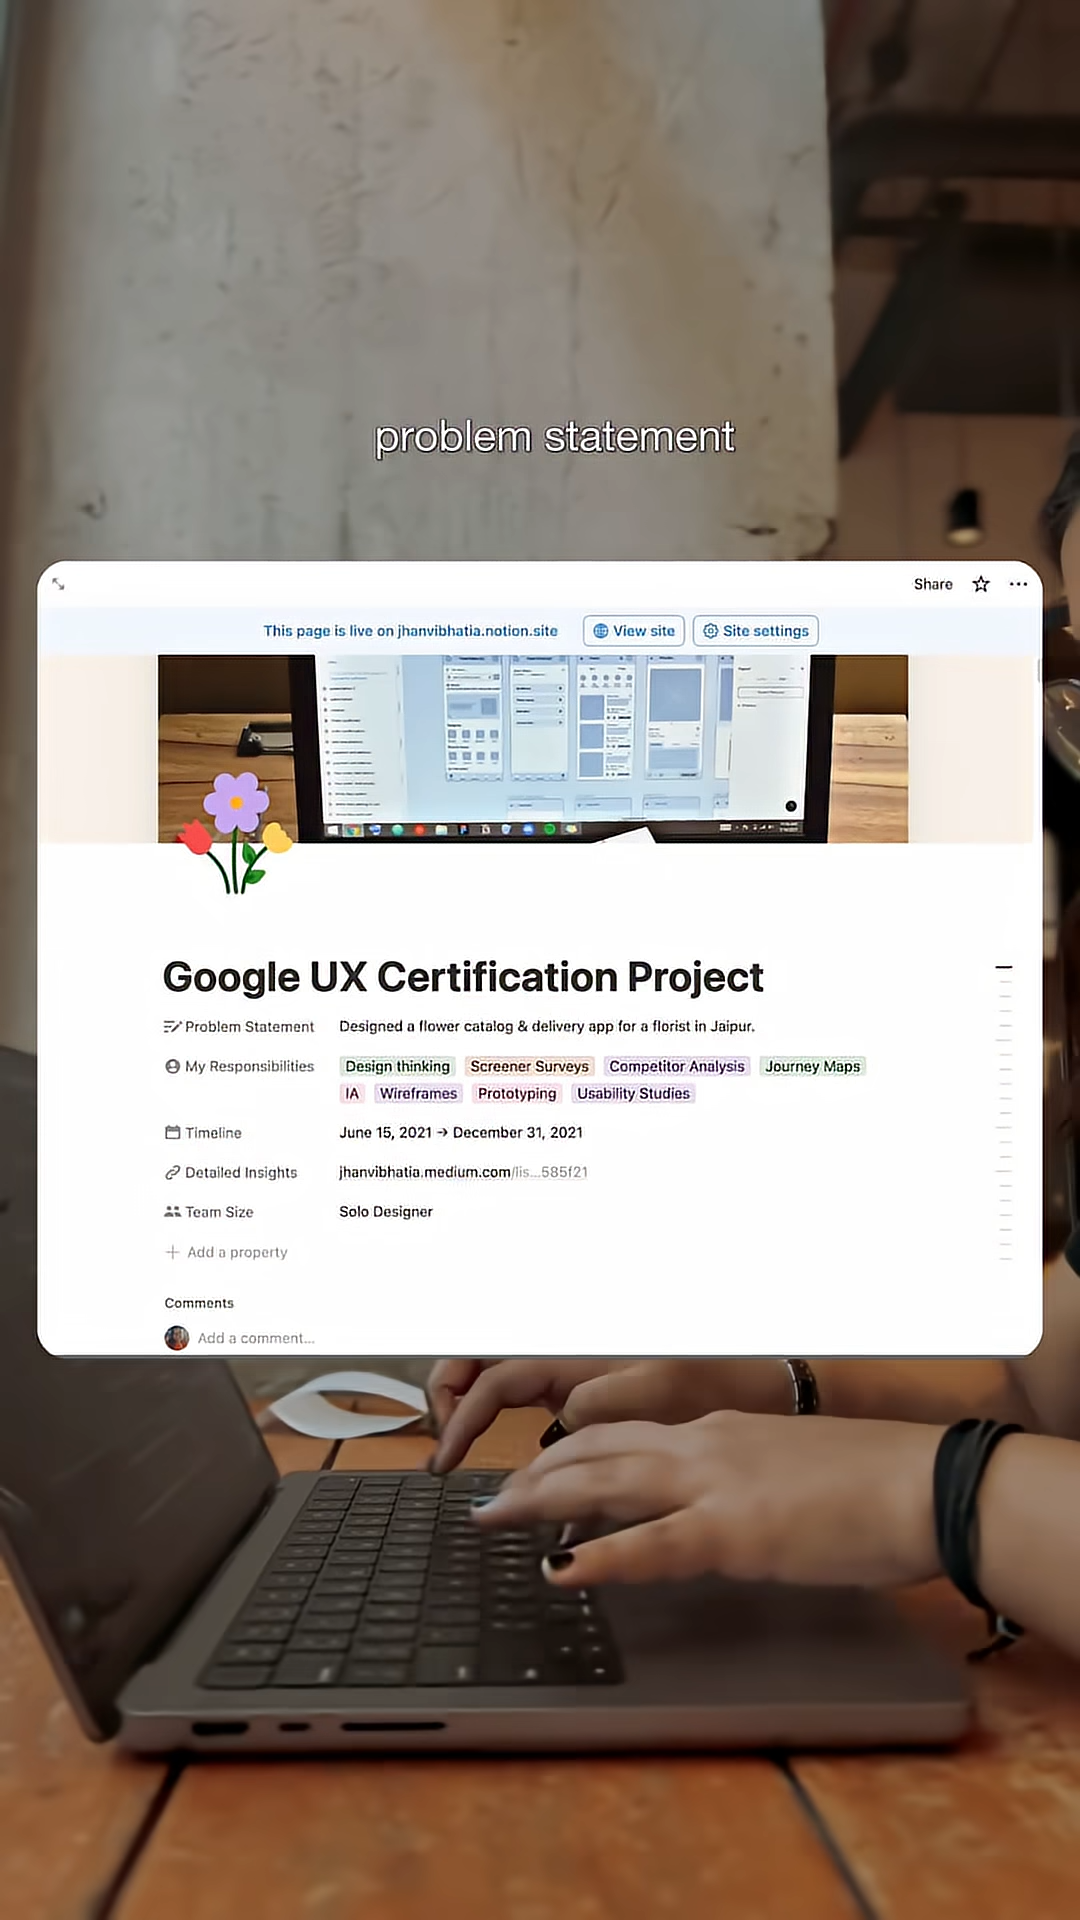 problem statement
Share
This page is live on jhanvibhatia.notion.site
View site
Site settings
Google UX Certification Project
Problem Statement
Designed a flower catalog & delivery app for a florist in Jaipur.
My Responsibilities
Design thinking Screener Surveys Competitor Analysis Journey Maps
IA Wireframes Prototyping Usability Studies
Timeline
June 15, 2021 → December 31, 2021
Detailed Insights
jhanvibhatia.medium.com/lis...585f21
Team Size
Solo Designer
Add a property
Comments
Add a comment...